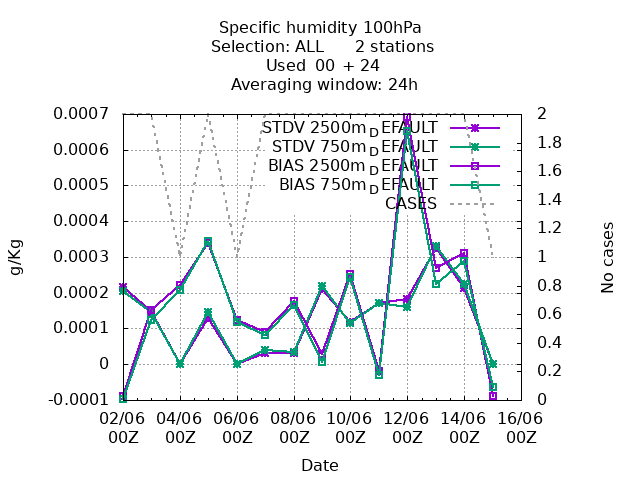 Specific humidity 100hPa
Selection: ALL 2 stations
Used 00 + 24
Averaging window: 24h
STDV 2500m_DEFAULT
STDV 750m_DEFAULT
BIAS 2500m_DEFAULT
BIAS 750m_DEFAULT
CASES
g/Kg
0.0007
0.0006
0.0005
0.0004
0.0003
0.0002
0.0001
0
-0.0001
2
1.8
1.6
1.4
1.2
1
0.8
0.6
0.4
0.2
0
No cases
02/06 04/06 06/06 08/06 10/06 12/06 14/06 16/06
00Z 00Z 00Z 00Z 00Z 00Z 00Z 00Z
Date